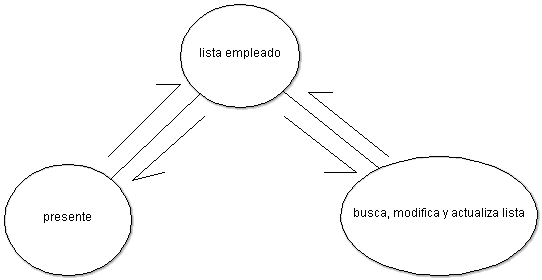 lista empleado
presente
busca, modifica y actualiza lista